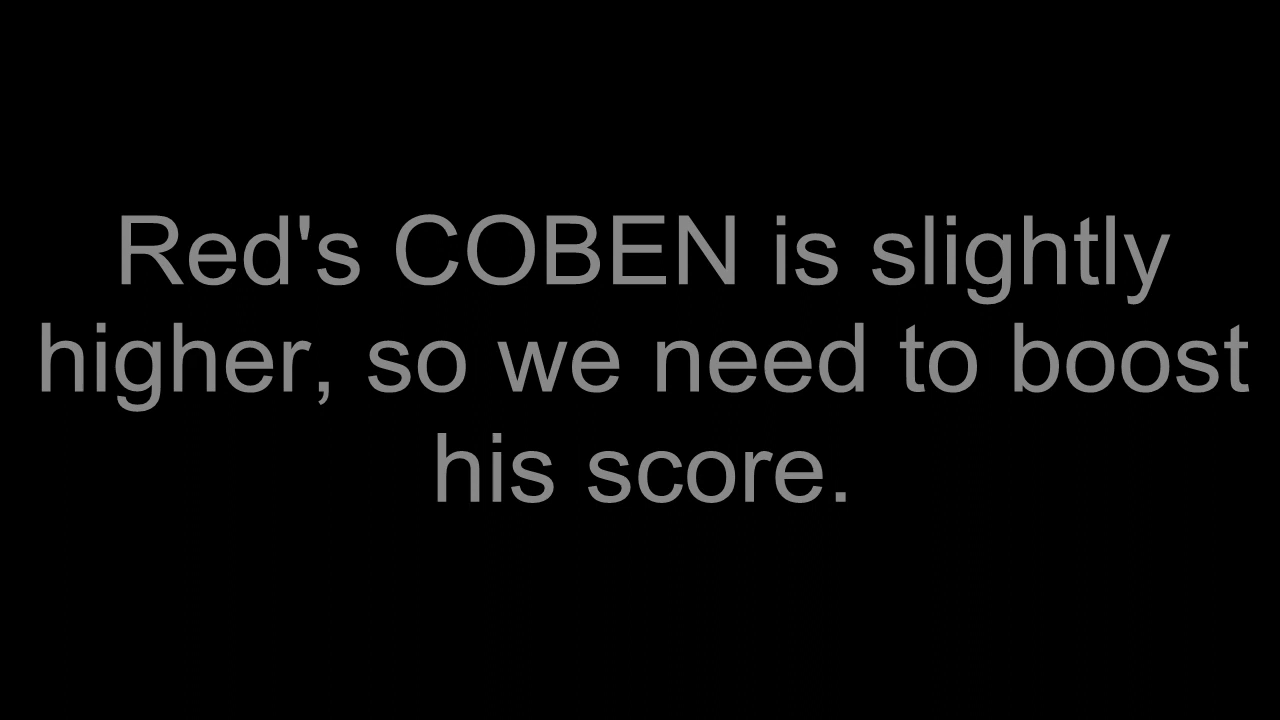 Red's COBEN is slightly
higher, so we need to boost
his score.